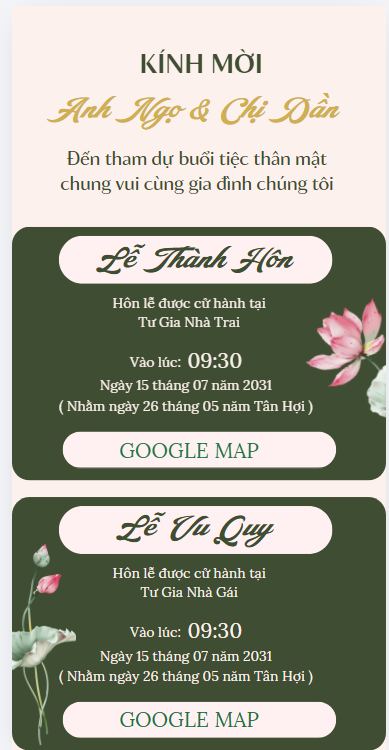 KÍNH MỜI
Anh Ngọ & Chị Dần
Đến tham dự buổi tiệc thân mật
chung vui cùng gia đình chúng tôi
Lễ Thành Hôn
Hôn lễ được cử hành tại
Tư Gia Nhà Trai
Vào lúc: 09:30
Ngày 15 tháng 07 năm 2031
( Nhằm ngày 26 tháng 05 năm Tân Hợi )
GOOGLE MAP
Lễ Vu Quy
Hôn lễ được cử hành tại
Tư Gia Nhà Gái
Vào lúc: 09:30
Ngày 15 tháng 07 năm 2031
( Nhằm ngày 26 tháng 05 năm Tân Hợi )
GOOGLE MAP